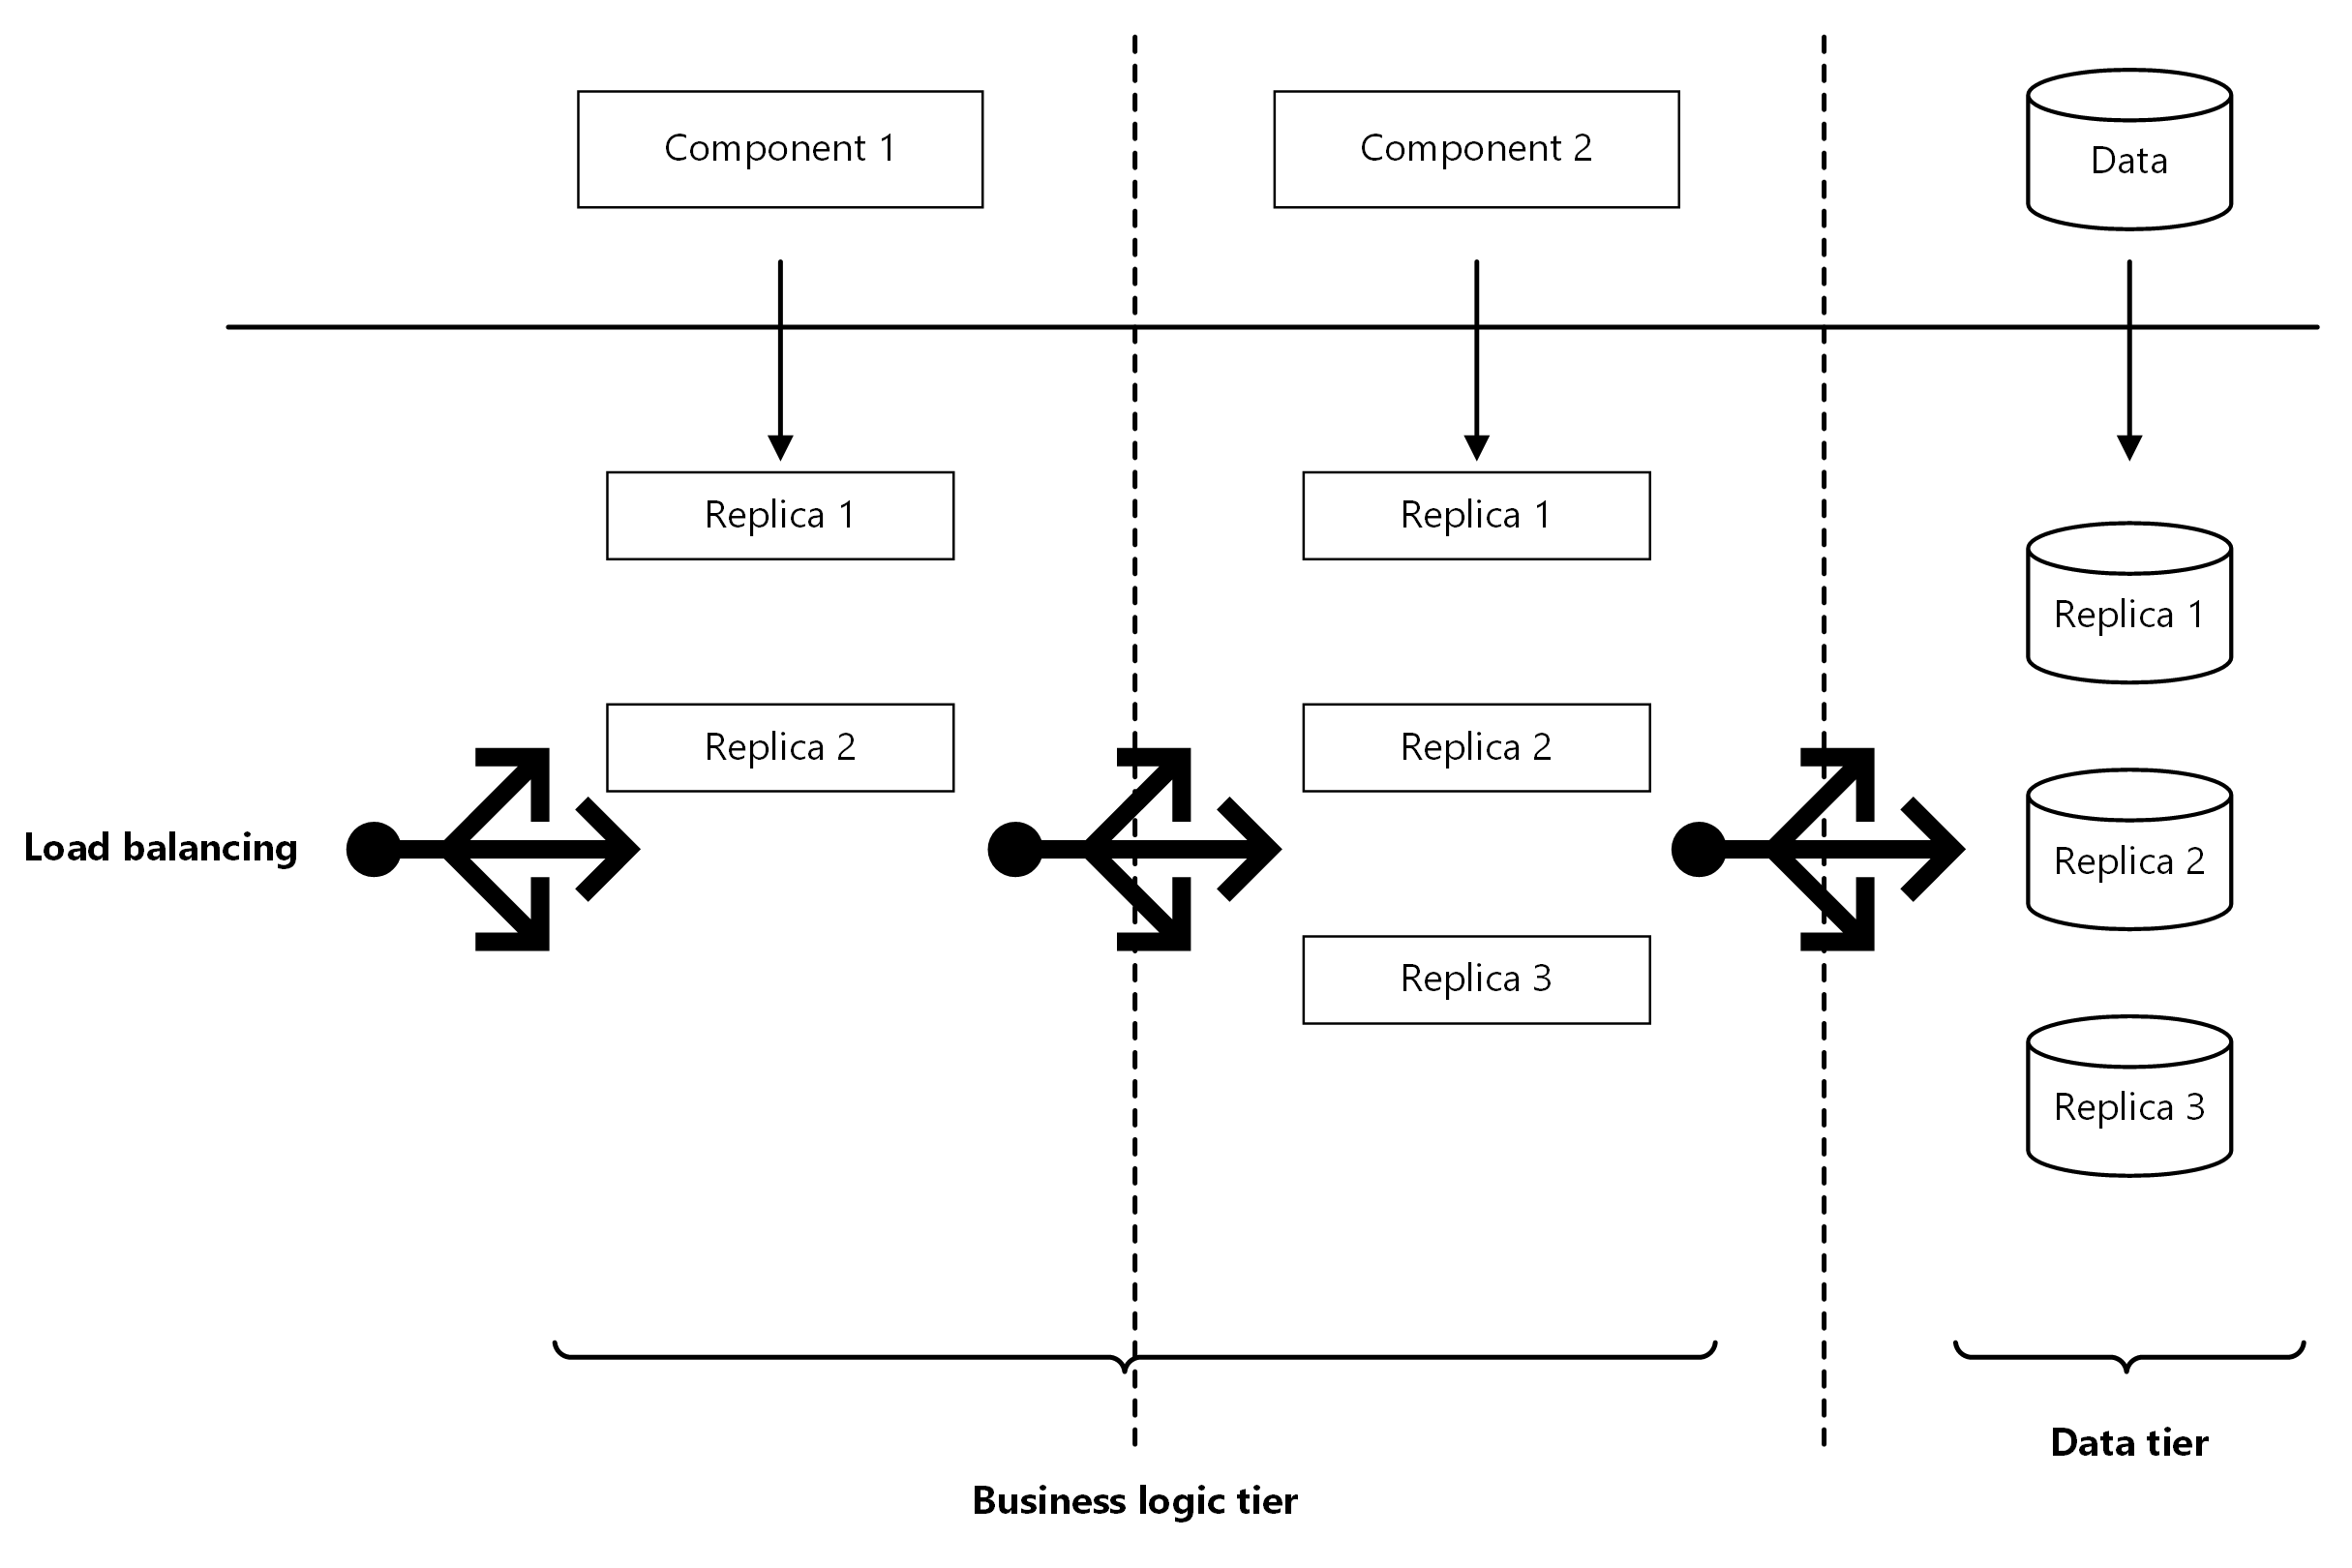 Component 1
Component 2
Data
Replica 1
Replica 1
Replica 1
Replica 2
Replica 2
Load balancing
Replica 2
Replica 3
Replica 3
Data tier
Business logic tier